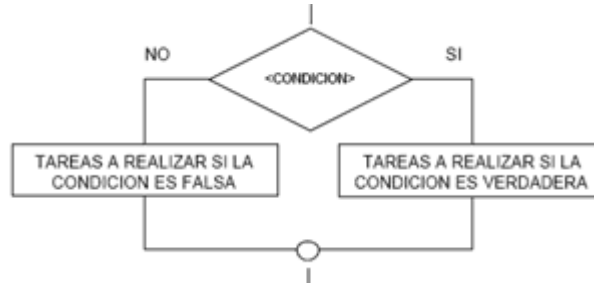 NO
<CONDICION>
SI
TAREAS A REALIZAR SI LA
CONDICION ES FALSA
TAREAS A REALIZAR SI LA
CONDICION ES VERDADERA